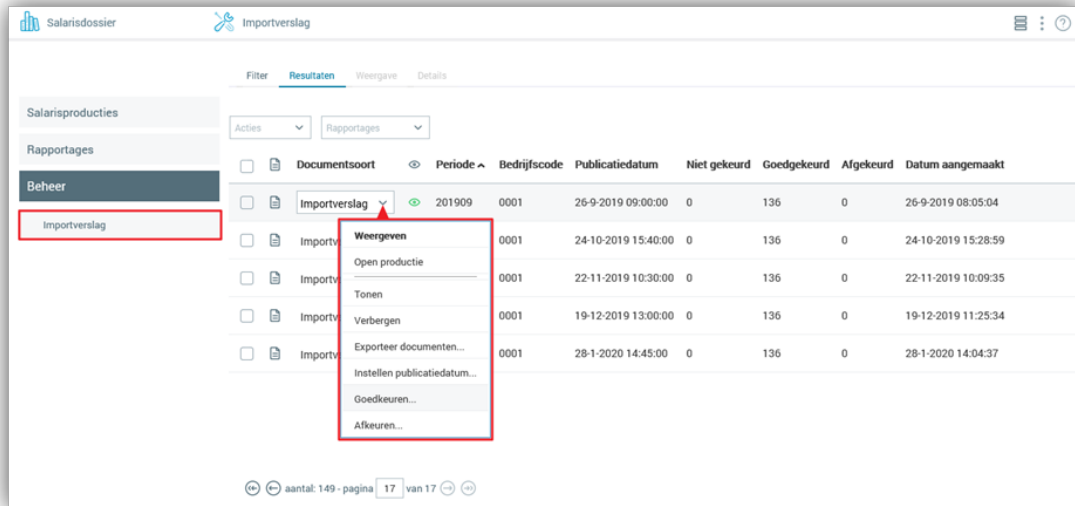 Salarisdossier Importverslag
Filter Resultaten Weergave Details
Salarisproducties
Rapportages
Beheer
Importverslag
Acties Rapportages
Documentsoort Periode Bedrijfscode Publicatiedatum Niet gekeurd Goedgekeurd Afgekeurd Datum aangemaakt
Importverslag 201909 0001 26-9-2019 09:00:00 0 136 0 26-9-2019 08:05:04
Importv 0001 24-10-2019 15:40:00 0 136 0 24-10-2019 15:28:59
Importv 0001 22-11-2019 10:30:00 0 136 0 22-11-2019 10:09:35
Importv 0001 19-12-2019 13:00:00 0 136 0 19-12-2019 11:25:34
Importv 0001 28-1-2020 14:45:00 0 136 0 28-1-2020 14:04:37
Weergeven
Open productie
Tonen
Verbergen
Exporteer documenten...
Instellen publicatiedatum...
Goedkeuren...
Afkeuren...
aantal: 149 - pagina 17 van 17